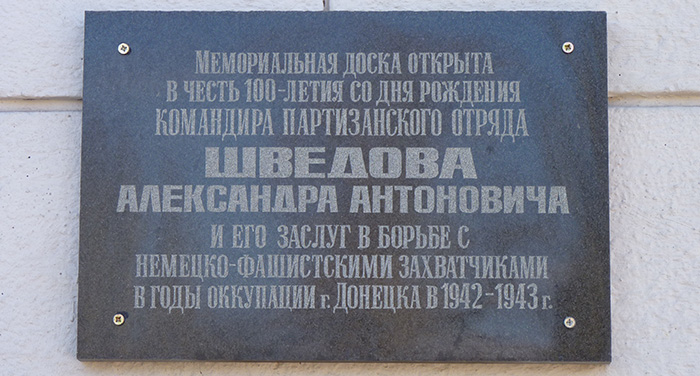 Мемориальная доска открыта
в честь 100-летия со дня рождения
командира партизанского отряда
ШВЕДОВА
АЛЕКСАНДРА АНТОНОВИЧА
и его заслуг в борьбе с
немецко-фашистскими захватчиками
в годы оккупации г. Донецка в 1942-1943 г.